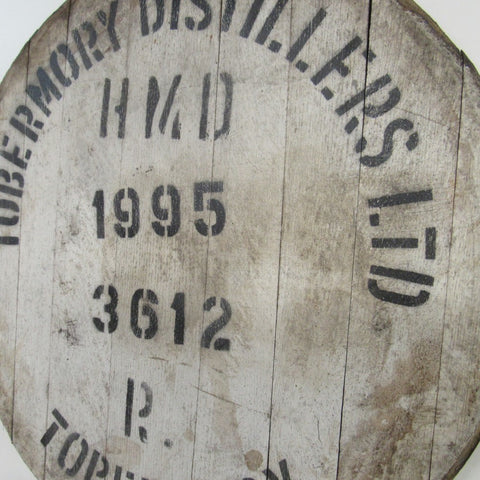 TOBERMORY DISTILLERS LTD
HMD
1995
3612
R.